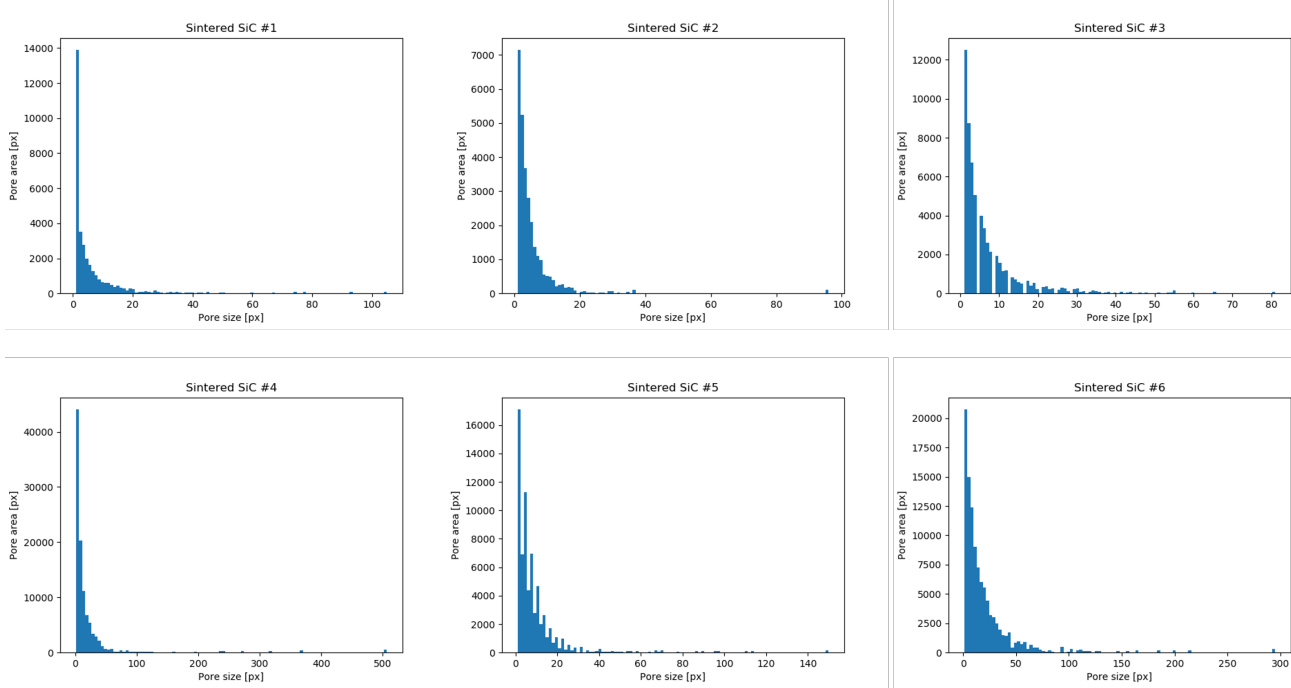 Sintered SiC #1
14000
12000
10000
8000
6000
4000
2000
0
Pore area [px]
0 20 40 60 80 100
Pore size [px]
Sintered SiC #2
7000
6000
5000
4000
3000
2000
1000
0
Pore area [px]
0 20 40 60 80 100
Pore size [px]
Sintered SiC #3
12000
10000
8000
6000
4000
2000
0
Pore area [px]
0 10 20 30 40 50 60 70 80
Pore size [px]
Sintered SiC #4
40000
30000
20000
10000
0
Pore area [px]
0 100 200 300 400 500
Pore size [px]
Sintered SiC #5
16000
14000
12000
10000
8000
6000
4000
2000
0
Pore area [px]
0 20 40 60 80 100 120 140
Pore size [px]
Sintered SiC #6
20000
17500
15000
12500
10000
7500
5000
2500
0
Pore area [px]
0 50 100 150 200 250 300
Pore size [px]